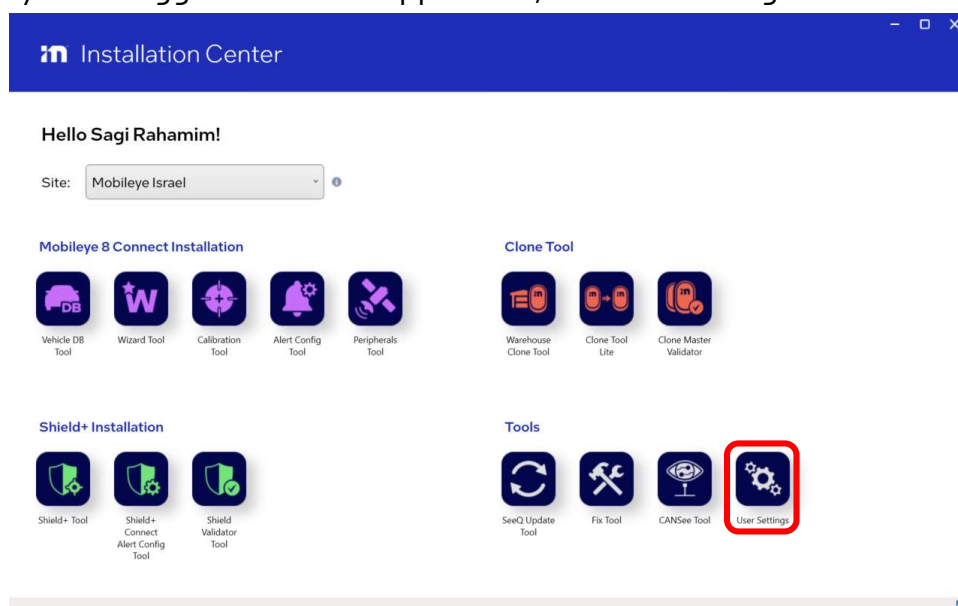 Installation Center
Hello Sagi Rahamim!
Site: Mobileye Israel
Mobileye 8 Connect Installation
Clone Tool
DB
W
Vehicle DB Tool
Wizard Tool
Calibration Tool
Alert Config Tool
Peripherals Tool
Warehouse Clone Tool
Clone Tool Lite
Clone Master Validator
Shield+ Installation
Tools
Shield+ Tool
Shield+ Connect Alert Config Tool
Shield Validator Tool
SeeQ Update Tool
Fix Tool
CANSee Tool
User Settings